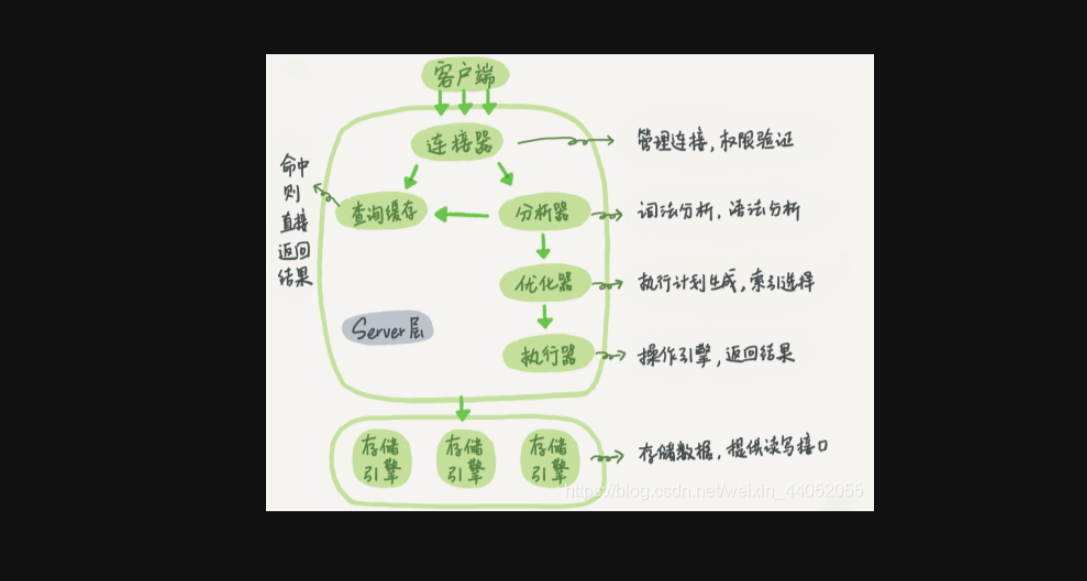 客户端
连接器
管理连接，权限验证
命中
则
直接
返回
结果
查询缓存
分析器
词法分析，语法分析
优化器
执行计划生成，索引选择
Server层
执行器
操作引擎，返回结果
存储
引擎
存储
引擎
存储
引擎
存储数据，提供读写接口
https://blog.csdn.net/weixin_44052055